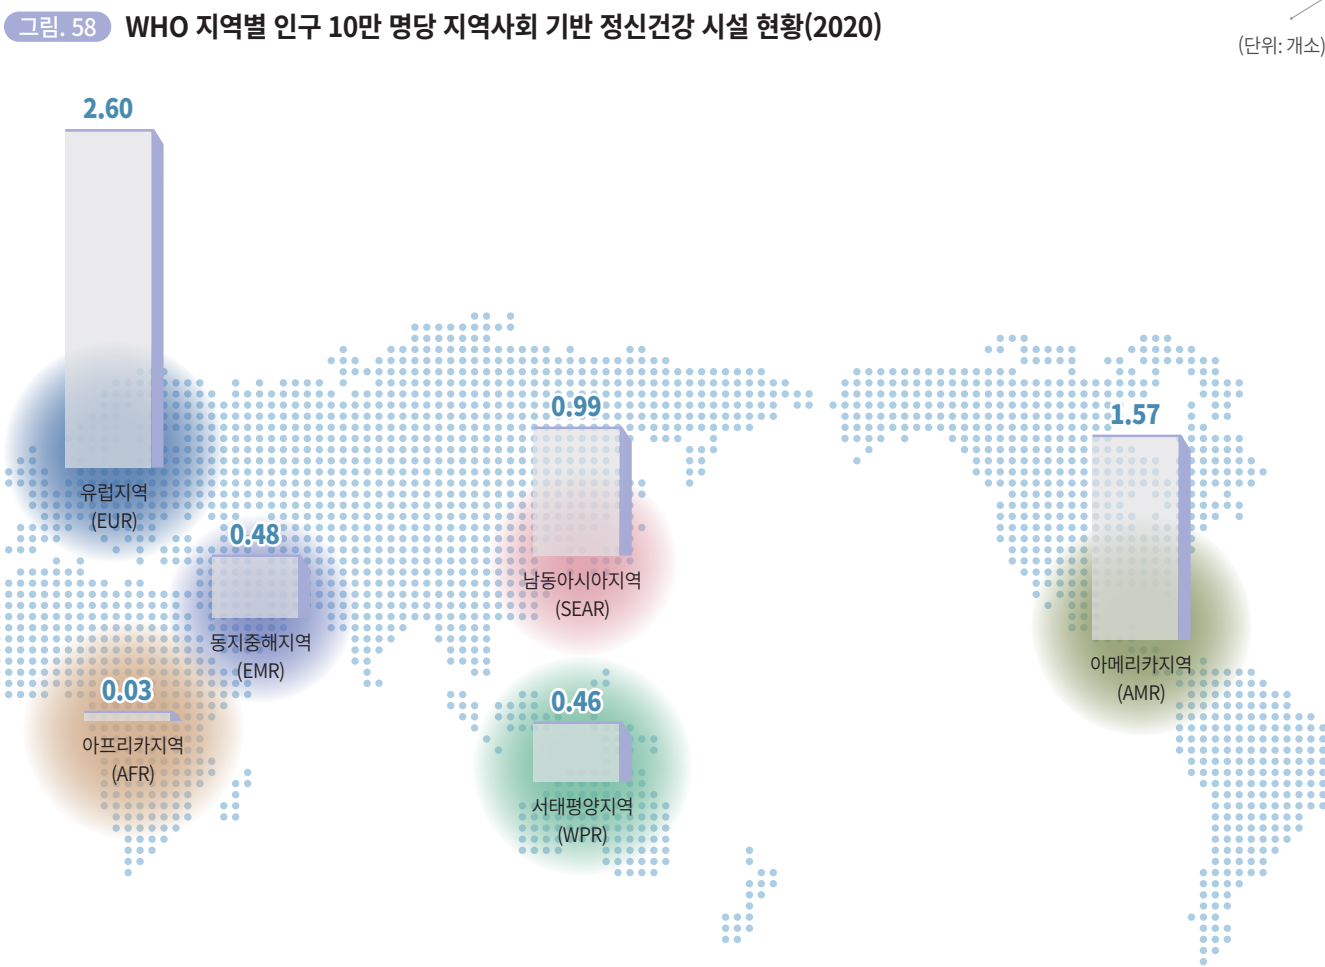 그림. 58 WHO 지역별 인구 10만 명당 지역사회 기반 정신건강 시설 현황(2020)
(단위: 개소)
2.60
유럽지역
(EUR)
0.48
동지중해지역
(EMR)
0.03
아프리카지역
(AFR)
0.99
남동아시아지역
(SEAR)
0.46
서태평양지역
(WPR)
1.57
아메리카지역
(AMR)